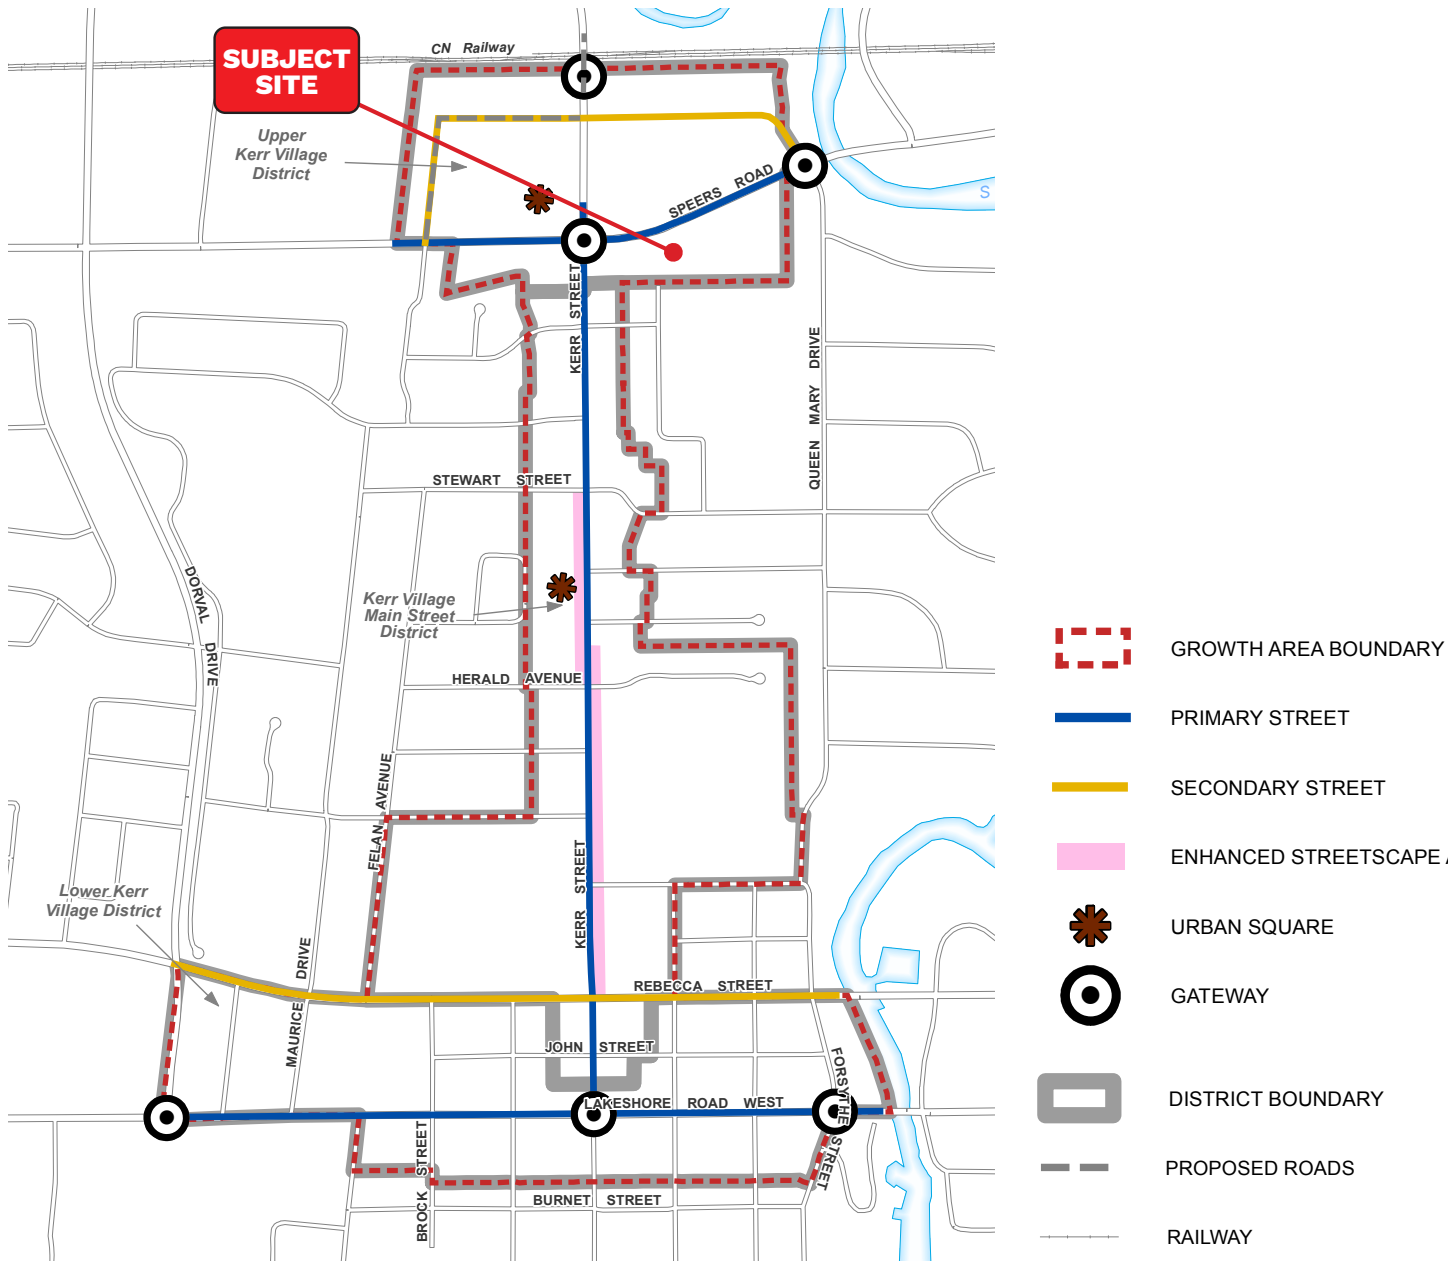 CN Railway
SUBJECT
SITE
Upper
Kerr Village
District
SPEERS ROAD
KERR STREET
QUEEN MARY DRIVE
STEWART STREET
DORVAL DRIVE
Kerr Village
Main Street
District
HERALD AVENUE
FELAN AVENUE
KERR STREET
Lower Kerr
Village District
MAURICE DRIVE
REBECCA STREET
JOHN STREET
FORSYTHE STREET
LAKESHORE ROAD WEST
BROCK STREET
BURNET STREET
S
GROWTH AREA BOUNDARY
PRIMARY STREET
SECONDARY STREET
ENHANCED STREETSCAPE
URBAN SQUARE
GATEWAY
DISTRICT BOUNDARY
PROPOSED ROADS
RAILWAY